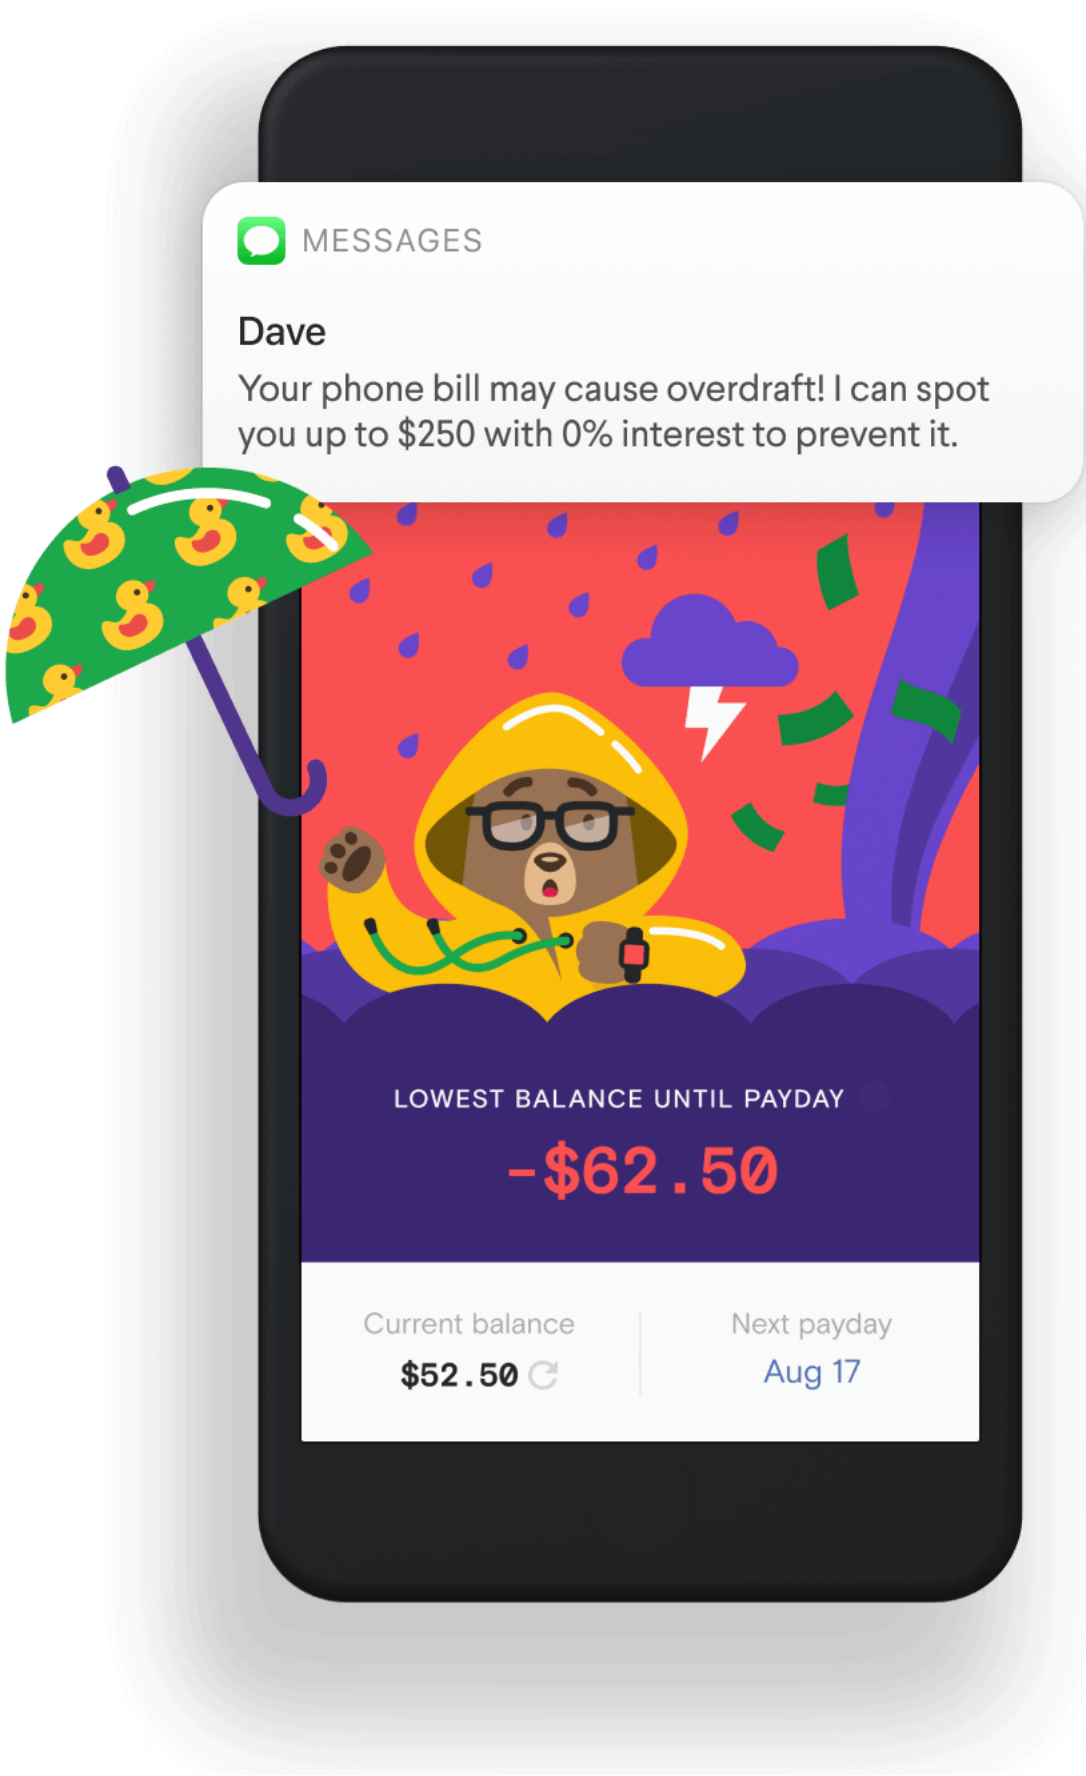 MESSAGES
Dave
Your phone bill may cause overdraft! I can spot
you up to $250 with 0% interest to prevent it.
LOWEST BALANCE UNTIL PAYDAY ?
-$62.50
Current balance
Next payday
$52.50
Aug 17